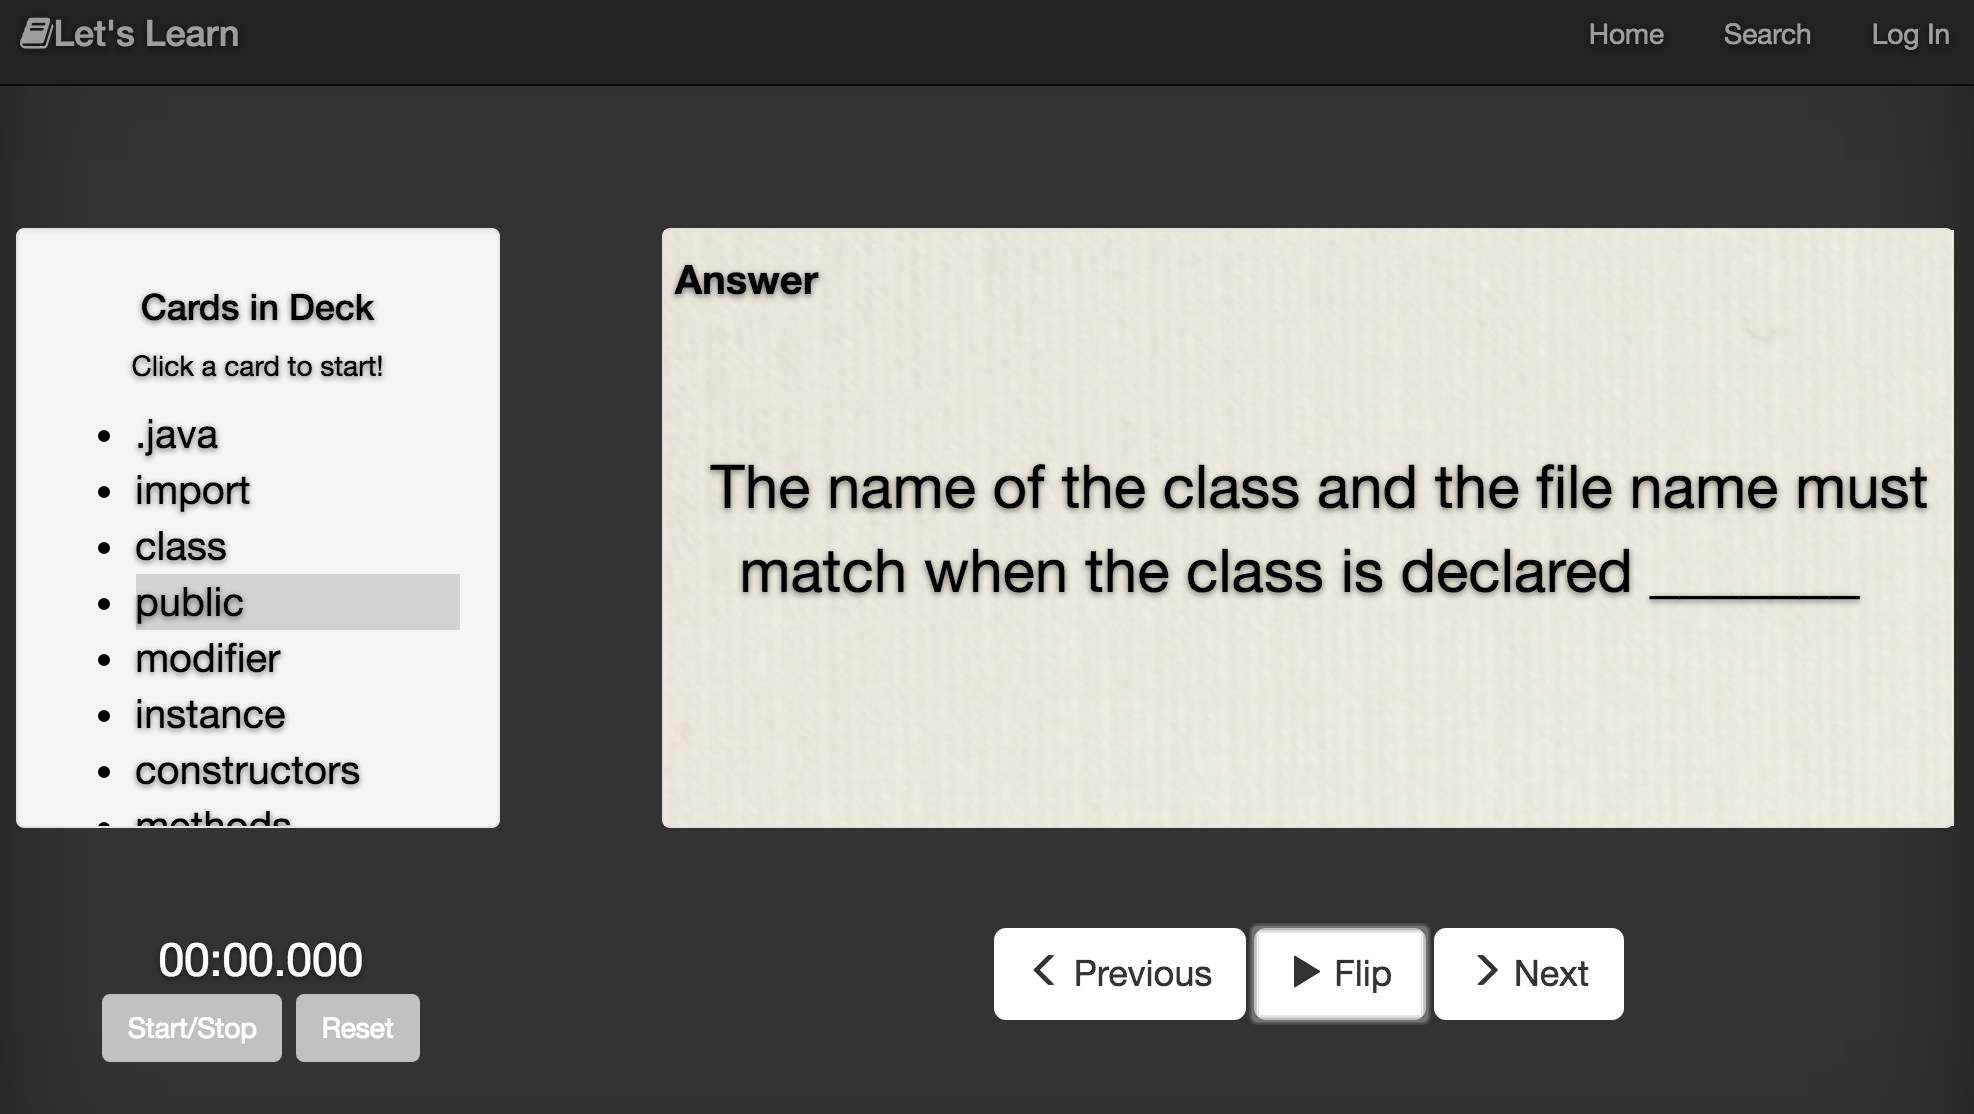 Let's Learn
Home
Search
Log In
Cards in Deck
Click a card to start!
.java
import
class
public
modifier
instance
constructors
methods
Answer
The name of the class and the file name must
match when the class is declared _______
00:00.000
Start/Stop
Reset
Previous
Flip
Next